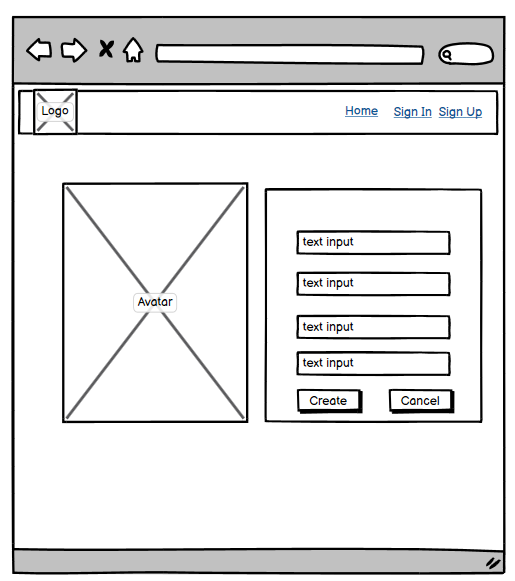 Logo
Home Sign In Sign Up
Avatar
text input
text input
text input
text input
Create Cancel